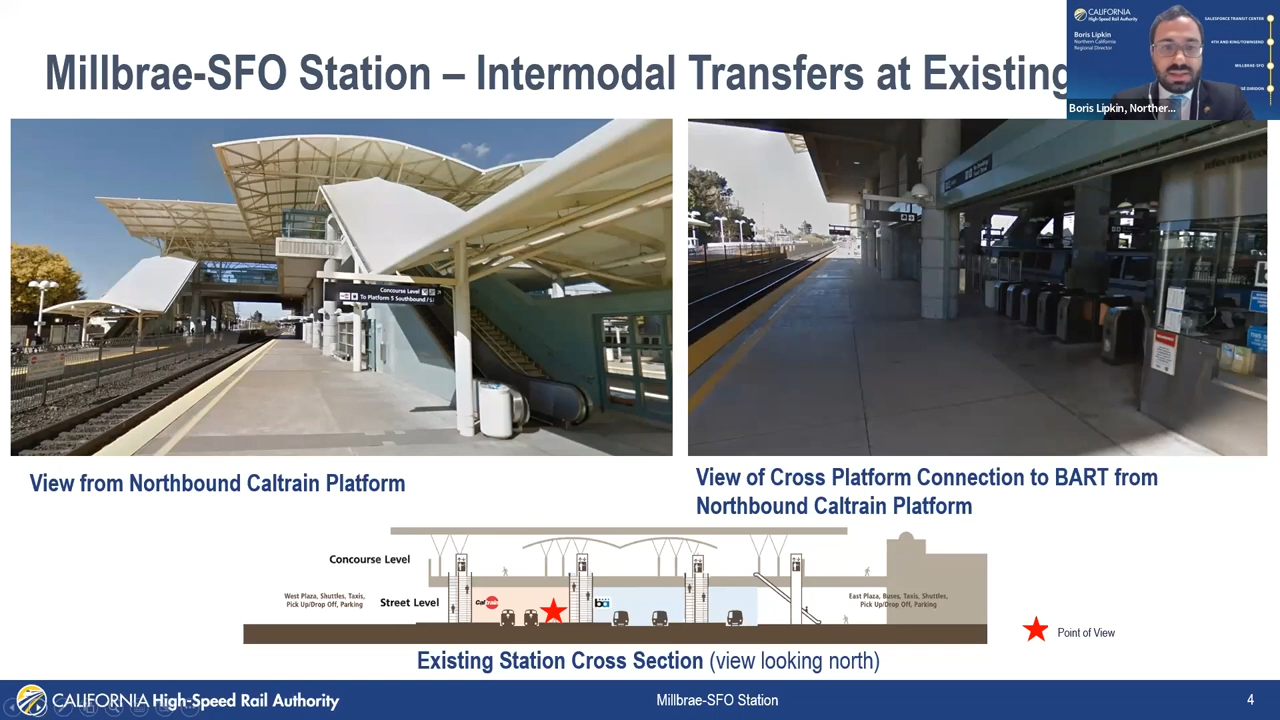 Millbrae-SFO Station – Intermodal Transfers at Existing
CALIFORNIA
High-Speed Rail Authority
Boris Lipkin
Northern California
Regional Director
SALESFORCE TRANSIT CENTER
4TH AND KING/TOWNSEND
MILLBRAE-SFO
SE DIRIDON
Boris Lipkin, Norther...
Concourse Level
To Platform 5 Southbound / S
View from Northbound Caltrain Platform
View of Cross Platform Connection to BART from
Northbound Caltrain Platform
Concourse Level
West Plaza, Shuttles, Taxis,
Pick Up/Drop Off, Parking
Street Level
Caltrain
ba
East Plaza, Buses, Taxis, Shuttles,
Pick Up/Drop Off, Parking
Point of View
Existing Station Cross Section (view looking north)
CALIFORNIA High-Speed Rail Authority
Millbrae-SFO Station
4